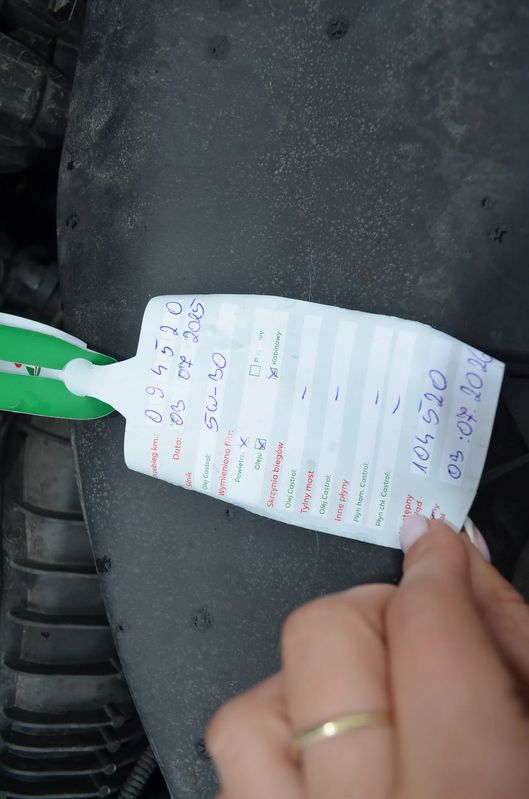 zebieg km.: 094520
Data: 03 07 2025
Silnik
Olej Castrol: 5W-30
Wymieniono filtr:
Powietrza x
Oleju x Kabinowy x
Skrzynia biegów
Olej Castrol: -
Tylny most
Olej Castrol: -
Inne płyny
Płyn ham. Castrol: -
Płyn chł. Castrol: -
104520
03.07.2026